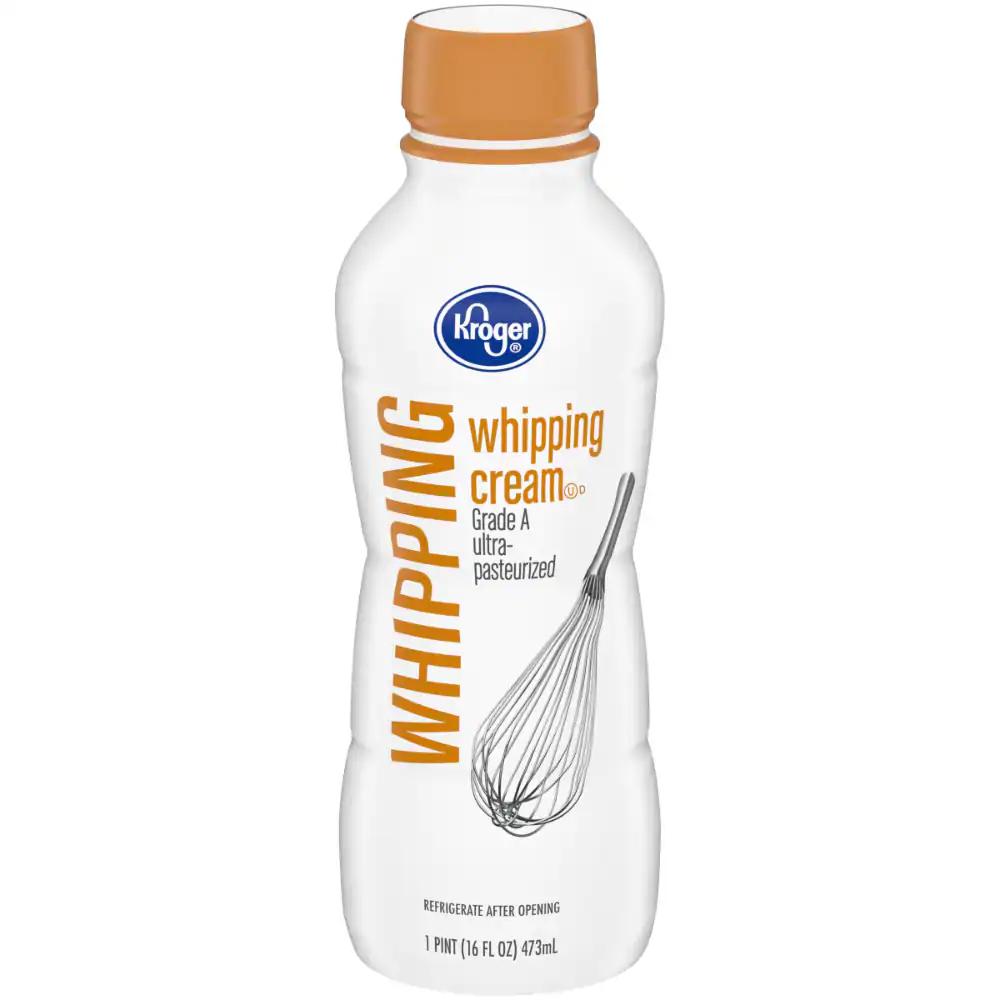 Kroger®
WHIPPING
whipping
cream Ⓤ D
Grade A
ultra-
pasteurized
REFRIGERATE AFTER OPENING
1 PINT (16 FL OZ) 473mL